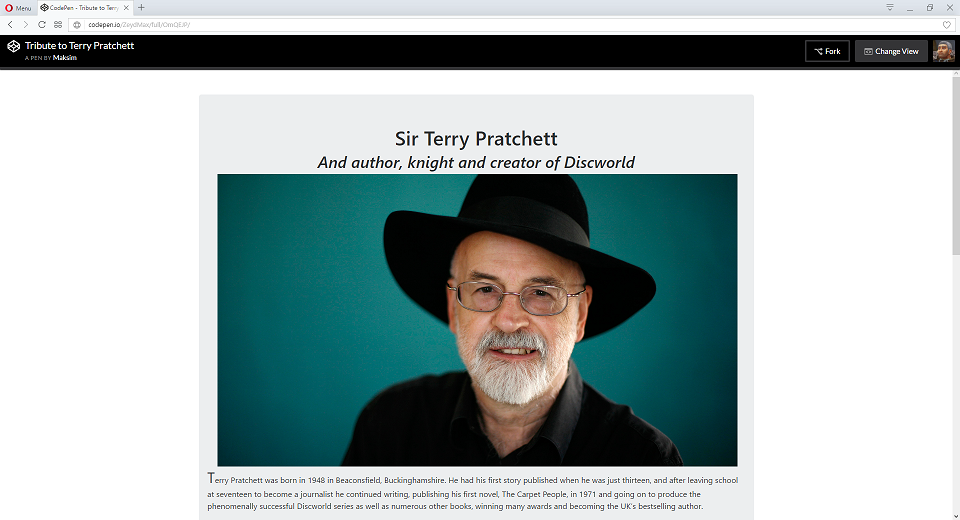 Menu
CodePen - Tribute to Terry
codepen.io/ZeydMax/full/OmQEJP/
Tribute to Terry Pratchett
A PEN BY Maksim
Fork
Change View
Sir Terry Pratchett
And author, knight and creator of Discworld
Terry Pratchett was born in 1948 in Beaconsfield, Buckinghamshire. He had his first story published when he was just thirteen, and after leaving school
at seventeen to become a journalist he continued writing, publishing his first novel, The Carpet People, in 1971 and going on to produce the
phenomenally successful Discworld series as well as numerous other books, winning many awards and becoming the UK's bestselling author.